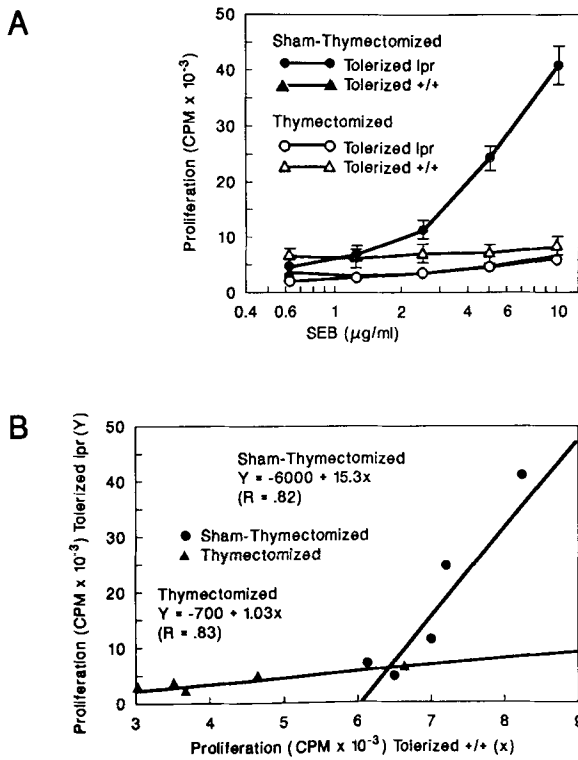 A
Proliferation (CPM x 10⁻³)
50
40
30
20
10
5
0
Sham-Thymectomized
Tolerized lpr
Tolerized +/+
Thymectomized
Tolerized lpr
Tolerized +/+
0.4 0.6 1 2 4 6 10
SEB (µg/ml)
B
Proliferation (CPM x 10⁻³) Tolerized lpr (Y)
50
40
30
20
10
5
0
Sham-Thymectomized
Y = -6000 + 15.3x
(R = .82)
Sham-Thymectomized
Thymectomized
Thymectomized
Y = -700 + 1.03x
(R = .83)
3 4 5 6 7 8 9
Proliferation (CPM x 10⁻³) Tolerized +/+ (x)